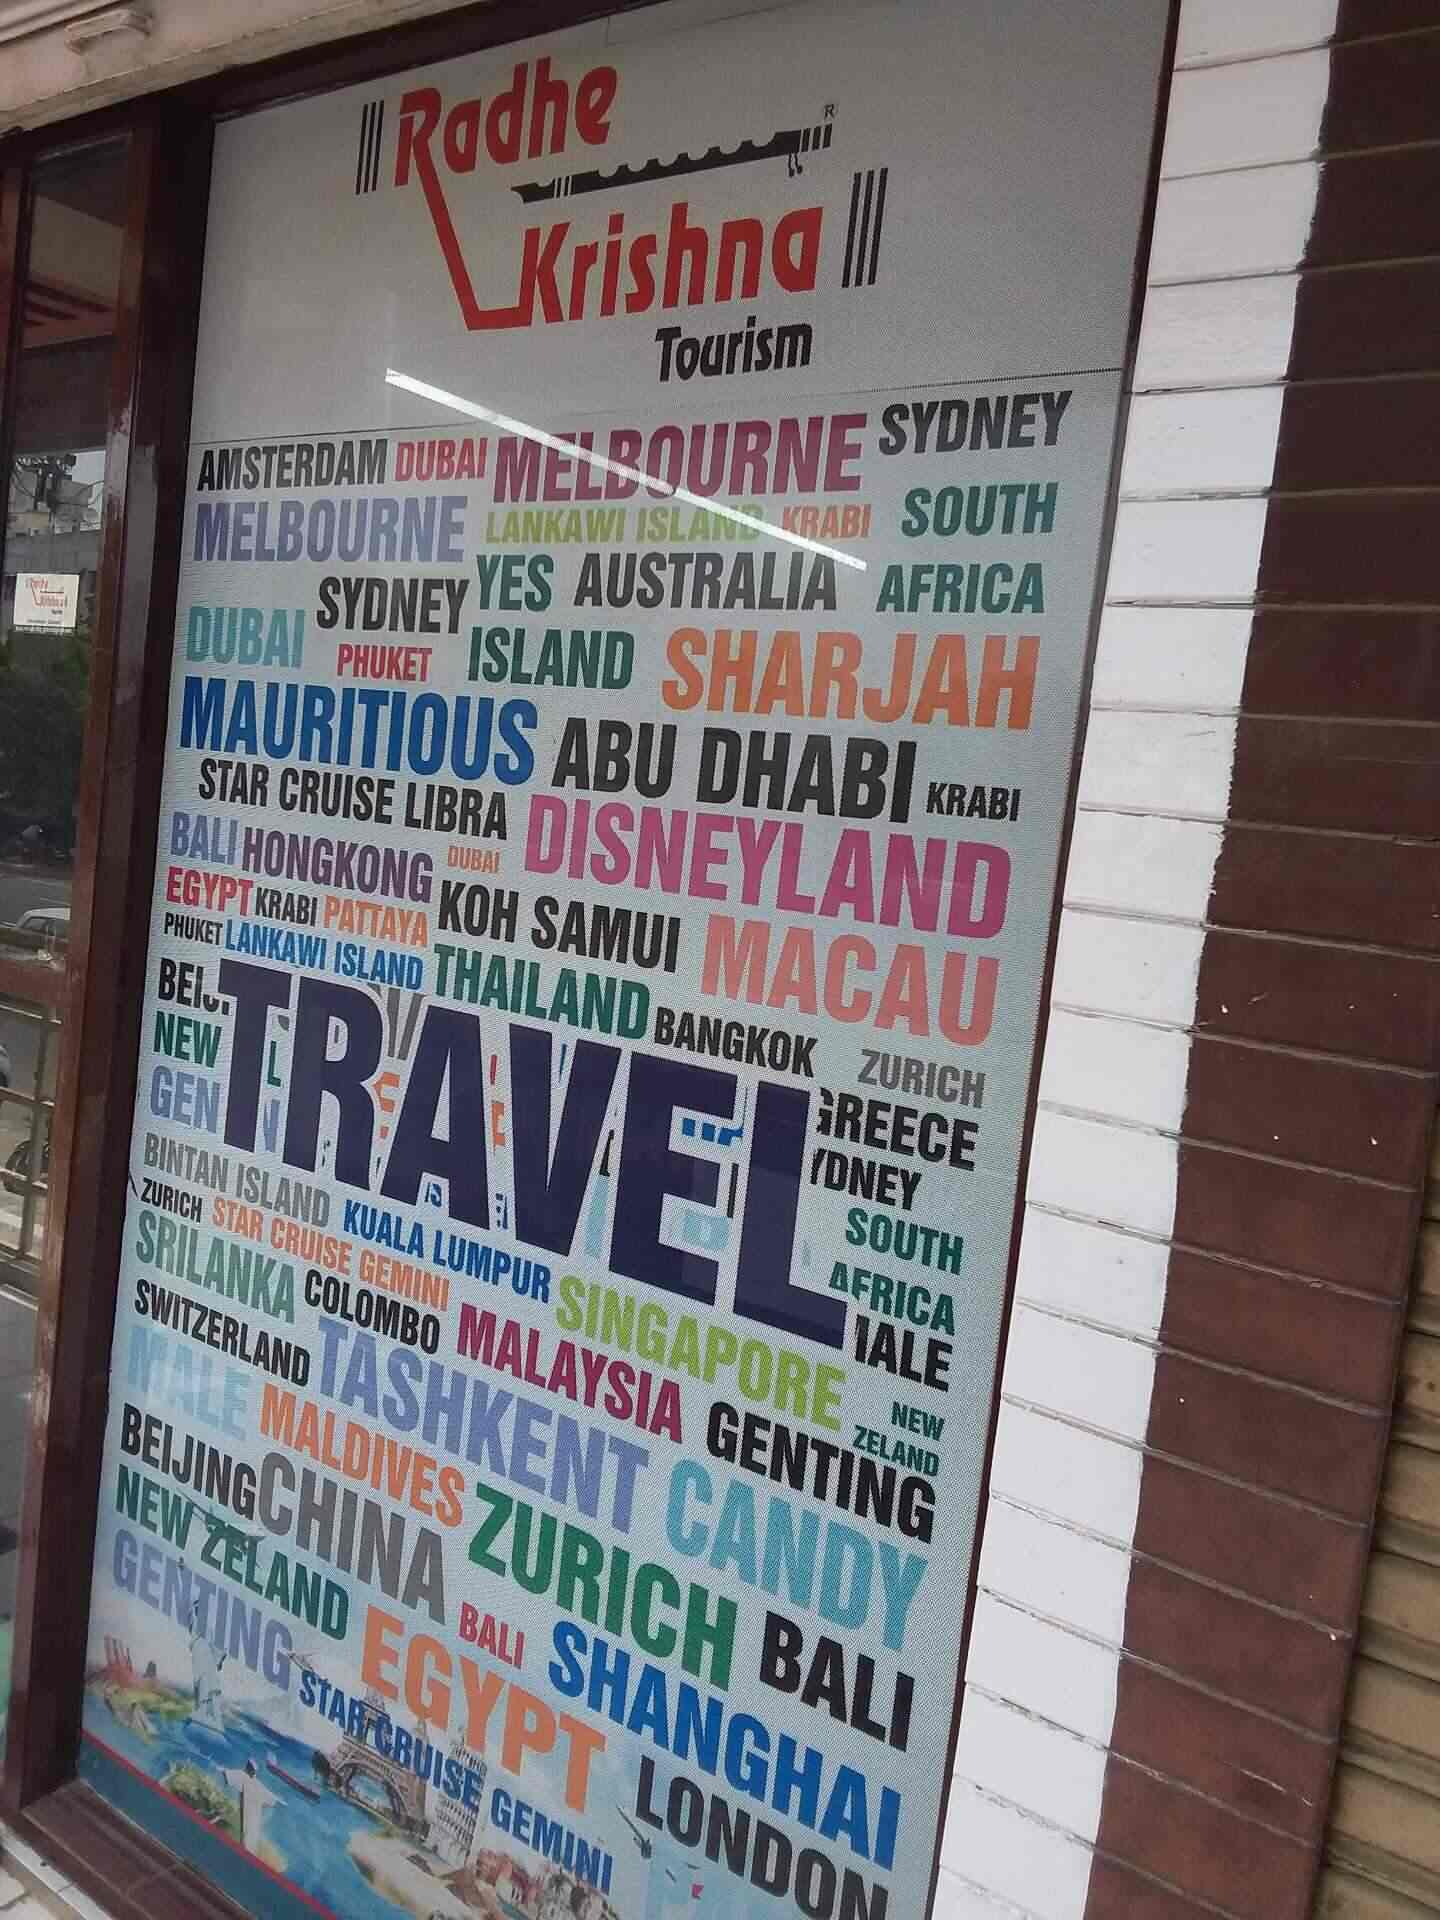 Radhe
Krishna
Tourism
AMSTERDAM DUBAI MELBOURNE SYDNEY
MELBOURNE LANKAWI ISLAND KRABI SOUTH
SYDNEY YES AUSTRALIA AFRICA
DUBAI PHUKET ISLAND SHARJAH
MAURITIOUS ABU DHABI KRABI
STAR CRUISE LIBRA DISNEYLAND
BALI HONGKONG DUBAI
EGYPT KRABI PATTAYA KOH SAMUI MACAU
PHUKET LANKAWI ISLAND THAILAND
BANGKOK ZURICH
NEW
TRAVEL
GREECE
SOUTH
AFRICA
BINTAN ISLAND
ZURICH STAR CRUISE GEMINI KUALA LUMPUR
SRILANKA COLOMBO SINGAPORE
SWITZERLAND TASHKENT MALAYSIA
NEW
ZELAND
MALE MALDIVES GENTING
BEIJING CHINA CANDY
NEW ZELAND ZURICH BALI
GENTING EGYPT BALI SHANGHAI
STAR CRUISE GEMINI LONDON